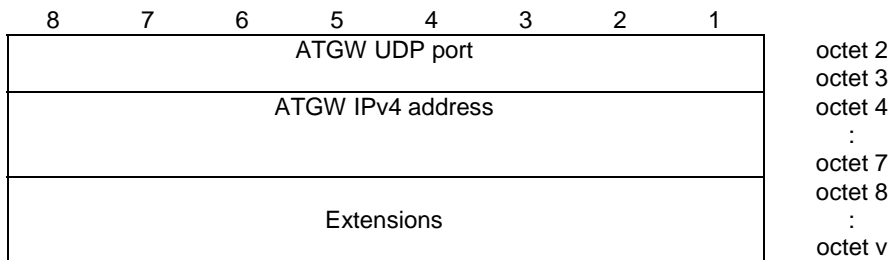 8 7 6 5 4 3 2 1
ATGW UDP port octet 2
octet 3
ATGW IPv4 address octet 4
:
octet 7
octet 8
Extensions :
octet v